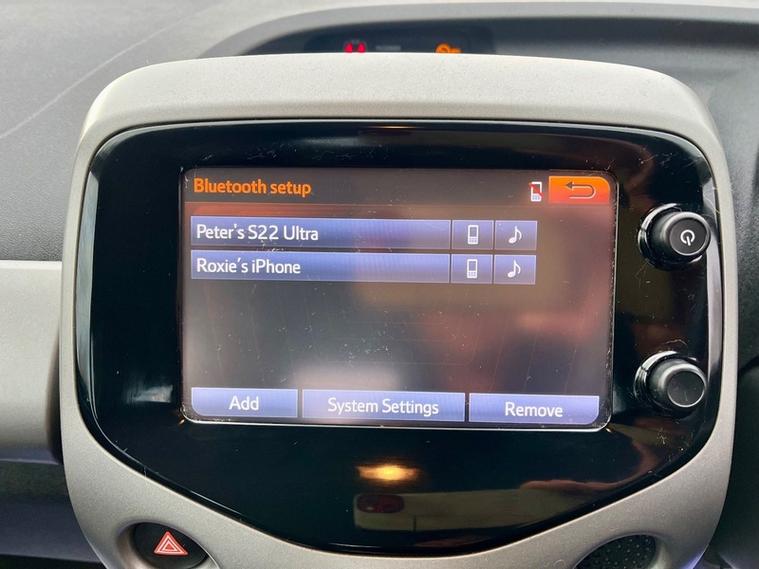 Bluetooth setup
Peter's S22 Ultra
Roxie's iPhone
Add
System Settings
Remove